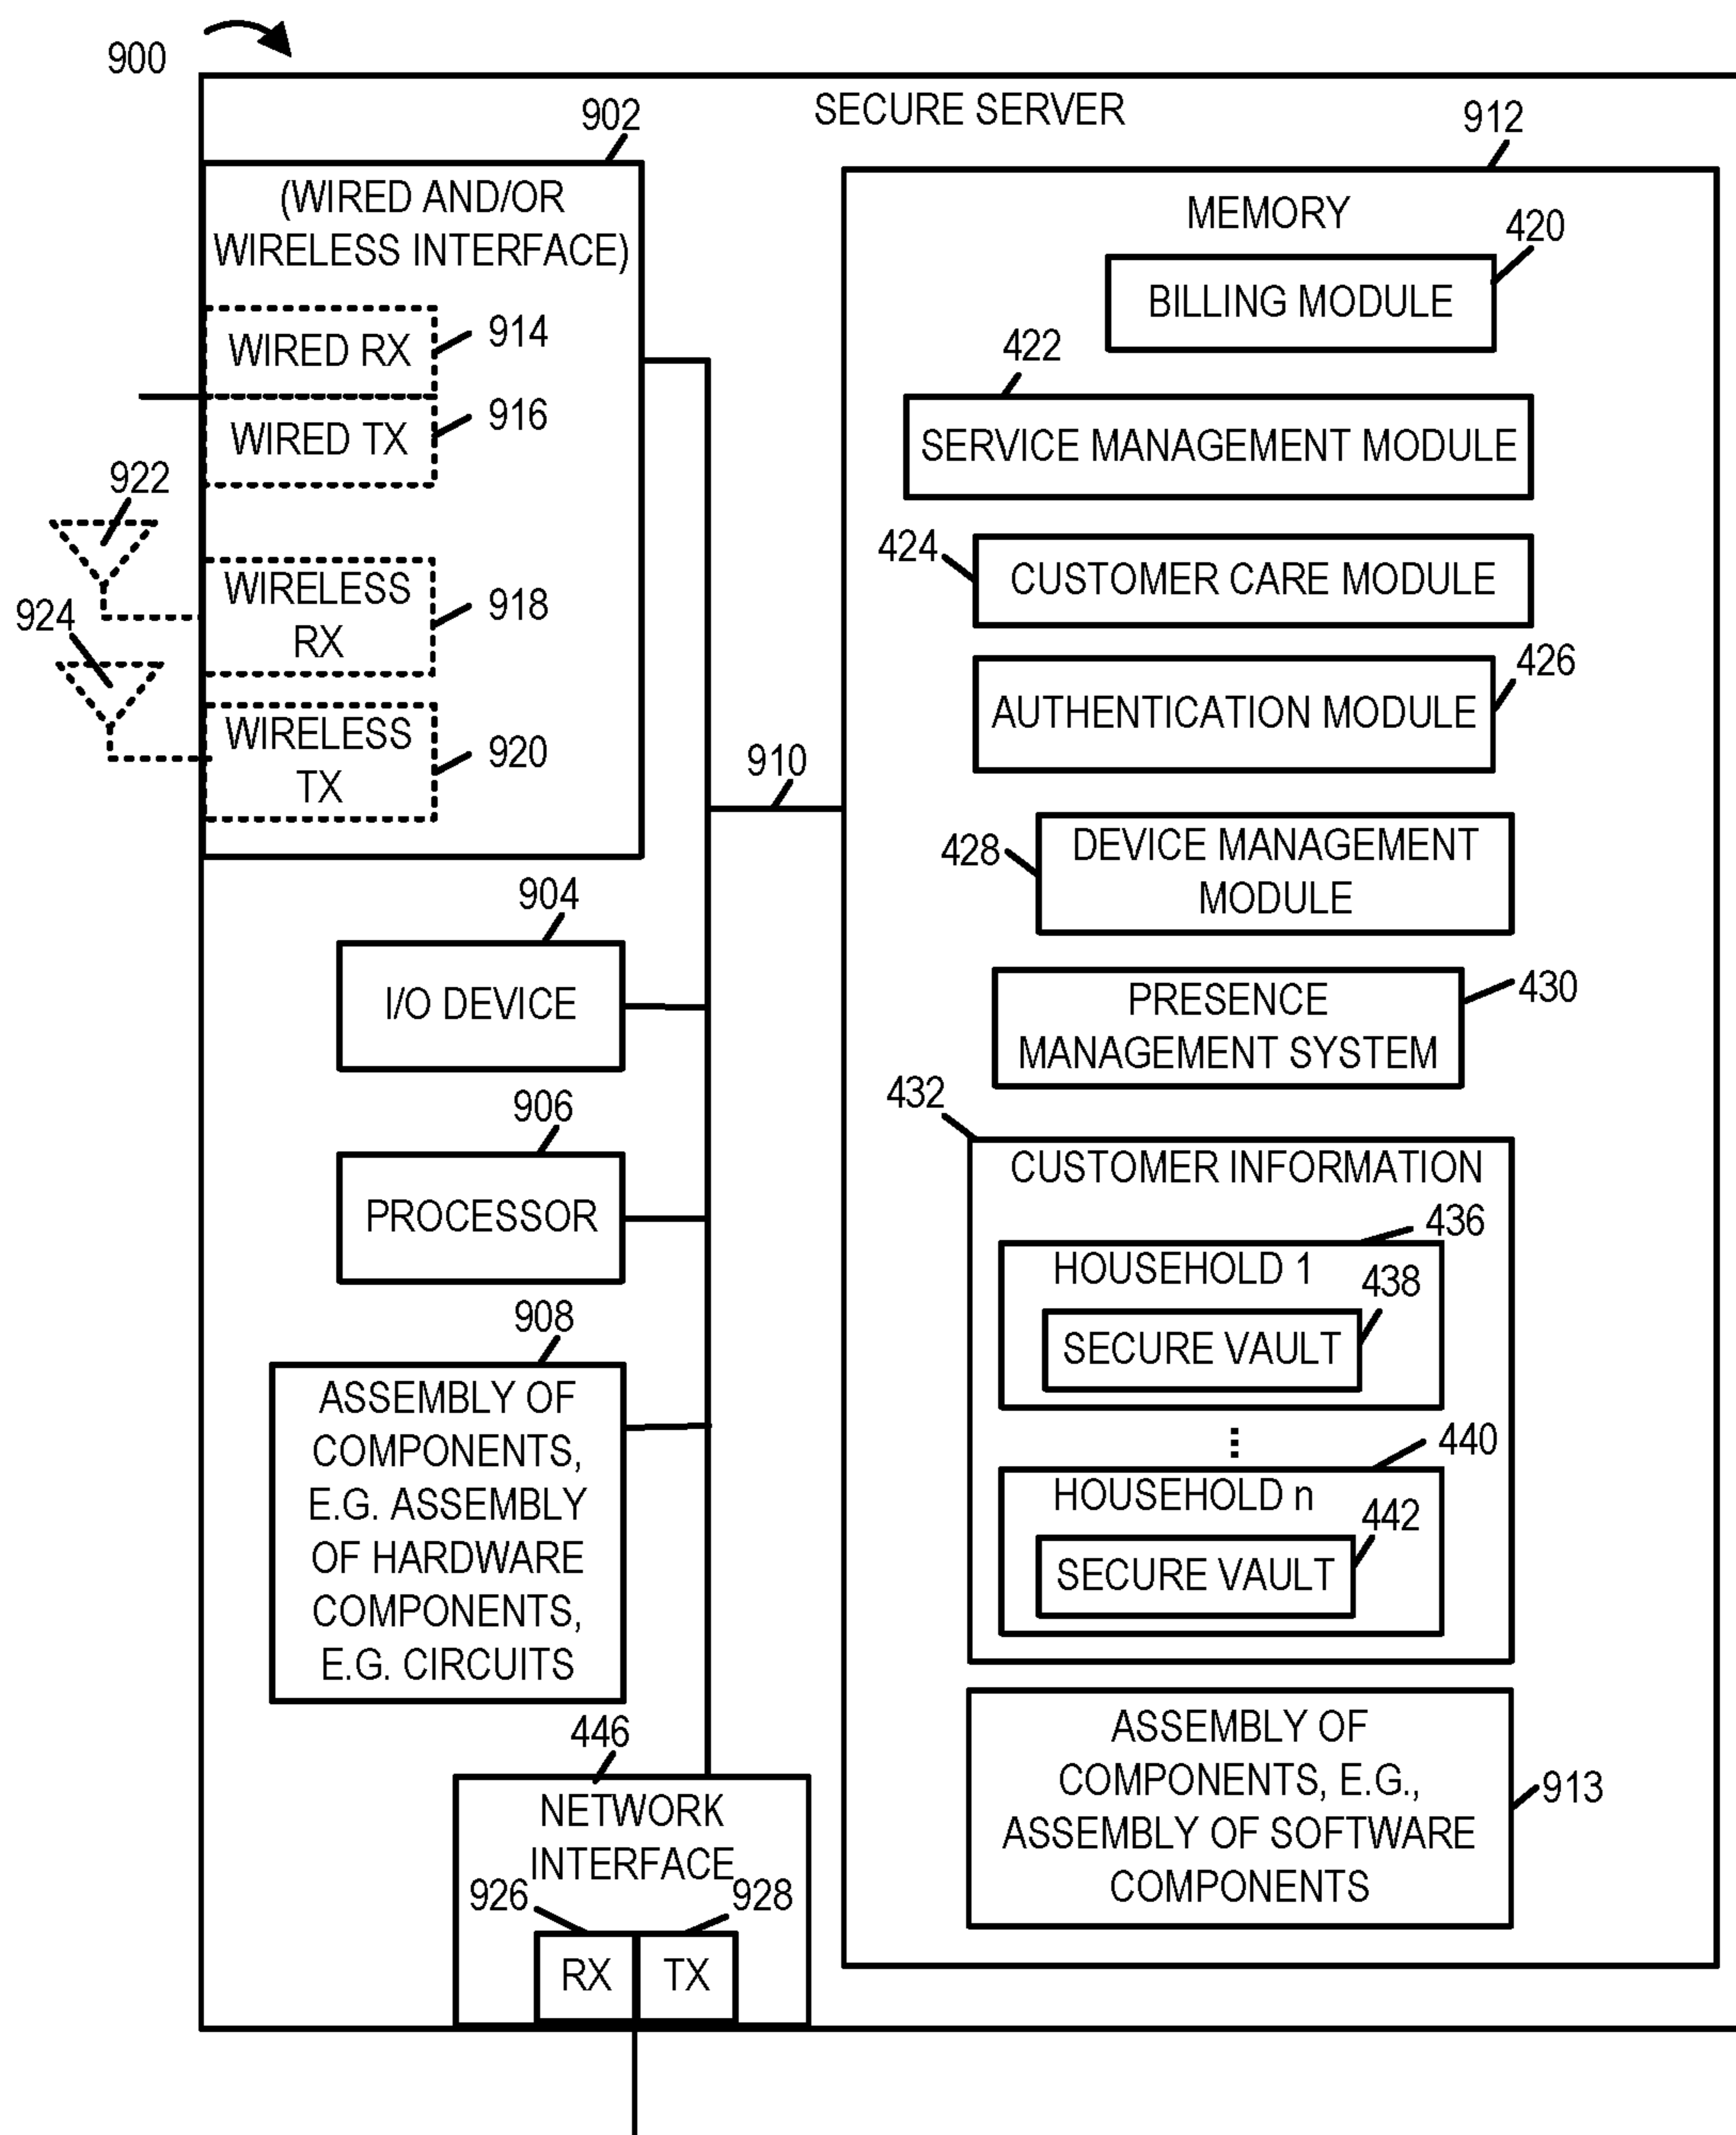 900
SECURE SERVER
902
912
(WIRED AND/OR
WIRELESS INTERFACE)
WIRED RX
914
WIRED TX
916
922
WIRELESS
RX
918
924
WIRELESS
TX
920
910
904
I/O DEVICE
906
PROCESSOR
908
ASSEMBLY OF
COMPONENTS,
E.G. ASSEMBLY
OF HARDWARE
COMPONENTS,
E.G. CIRCUITS
446
NETWORK
INTERFACE
926
928
RX
TX
MEMORY
420
BILLING MODULE
422
SERVICE MANAGEMENT MODULE
424
CUSTOMER CARE MODULE
426
AUTHENTICATION MODULE
428
DEVICE MANAGEMENT
MODULE
430
PRESENCE
MANAGEMENT SYSTEM
432
CUSTOMER INFORMATION
436
HOUSEHOLD 1
438
SECURE VAULT
⋮
440
HOUSEHOLD n
442
SECURE VAULT
ASSEMBLY OF
COMPONENTS, E.G.,
ASSEMBLY OF SOFTWARE
COMPONENTS
913